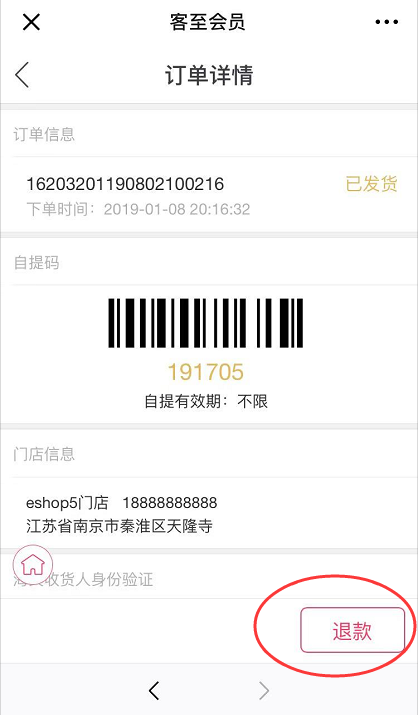 客至会员
订单详情
订单信息
16203201190802100216 已发货
下单时间：2019-01-08 20:16:32
自提码
191705
自提有效期：不限
门店信息
eshop5门店 18888888888
江苏省南京市秦淮区天隆寺
收货人身份验证
退款